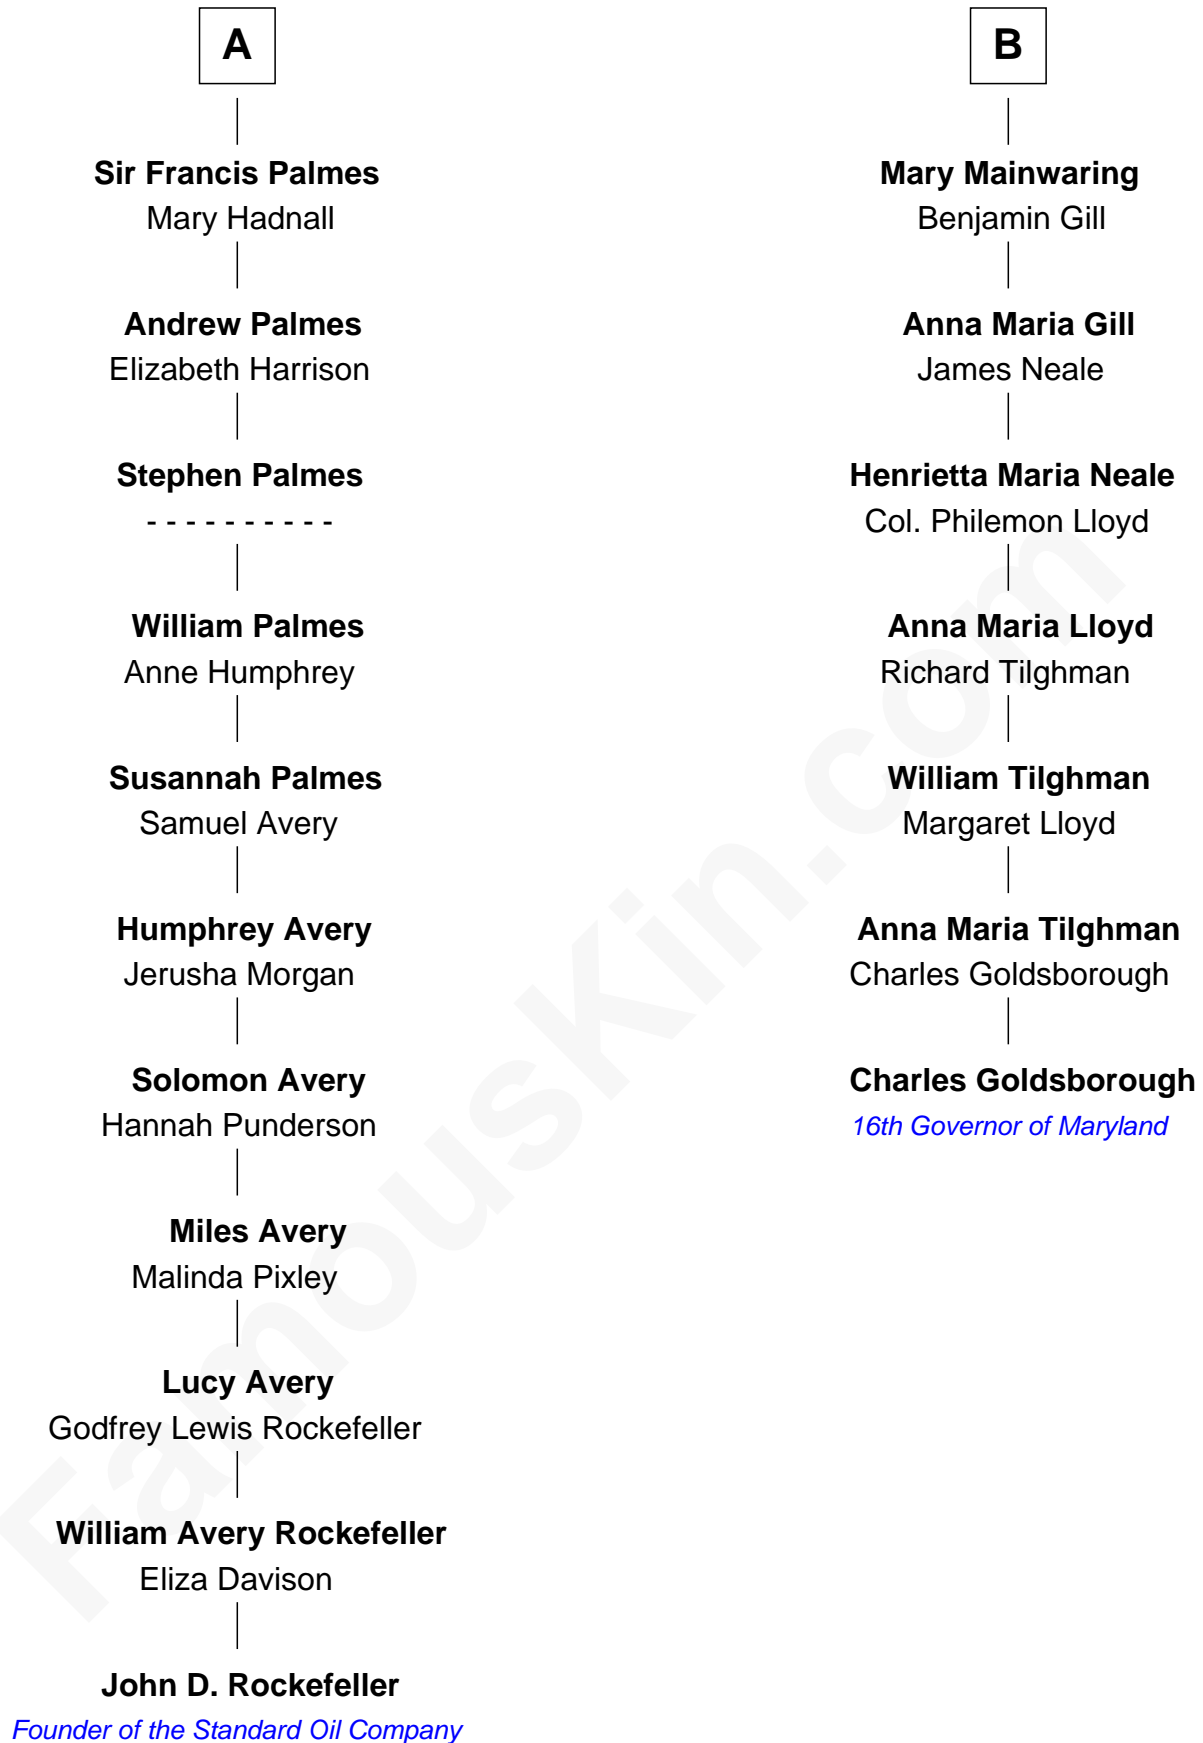 A
Sir Francis Palmes
Mary Hadnall
Andrew Palmes
Elizabeth Harrison
Stephen Palmes
- - - - - - - - - -
William Palmes
Anne Humphrey
Susannah Palmes
Samuel Avery
Humphrey Avery
Jerusha Morgan
Solomon Avery
Hannah Punderson
Miles Avery
Malinda Pixley
Lucy Avery
Godfrey Lewis Rockefeller
William Avery Rockefeller
Eliza Davison
John D. Rockefeller
Founder of the Standard Oil Company
B
Mary Mainwaring
Benjamin Gill
Anna Maria Gill
James Neale
Henrietta Maria Neale
Col. Philemon Lloyd
Anna Maria Lloyd
Richard Tilghman
William Tilghman
Margaret Lloyd
Anna Maria Tilghman
Charles Goldsborough
Charles Goldsborough
16th Governor of Maryland
FamousKin.com